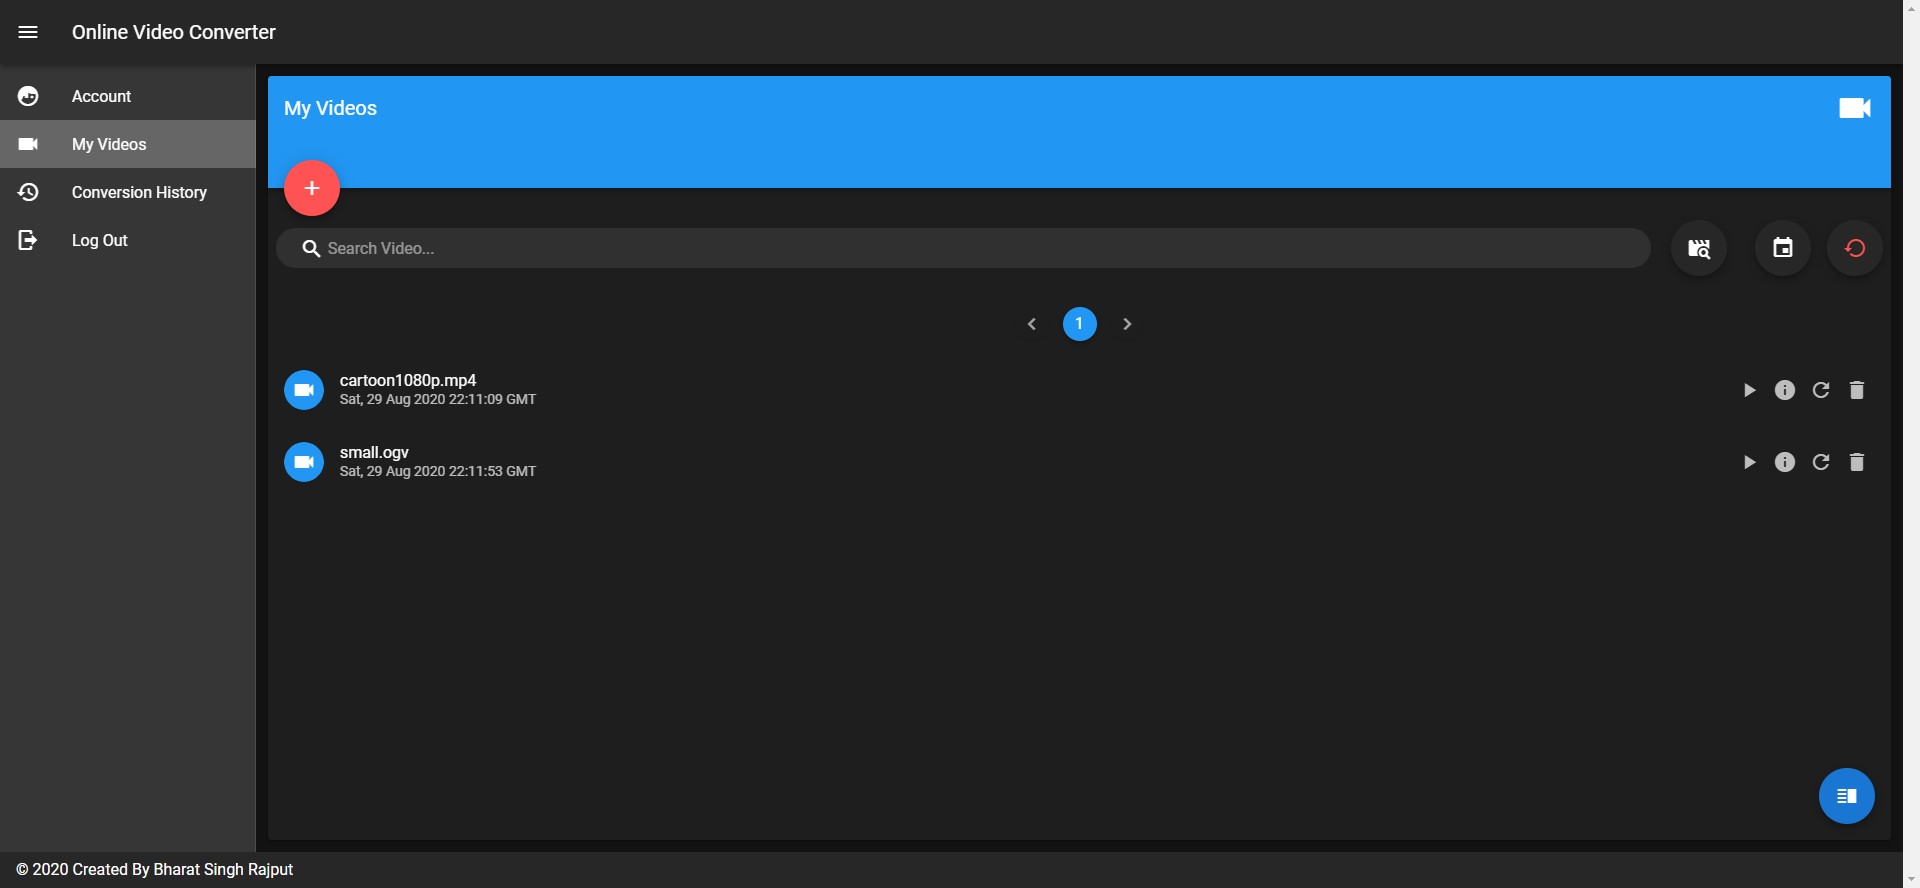 Online Video Converter
Account
My Videos
Conversion History
Log Out
My Videos
+
Search Video...
1
cartoon1080p.mp4
Sat, 29 Aug 2020 22:11:09 GMT
small.ogv
Sat, 29 Aug 2020 22:11:53 GMT
© 2020 Created By Bharat Singh Rajput